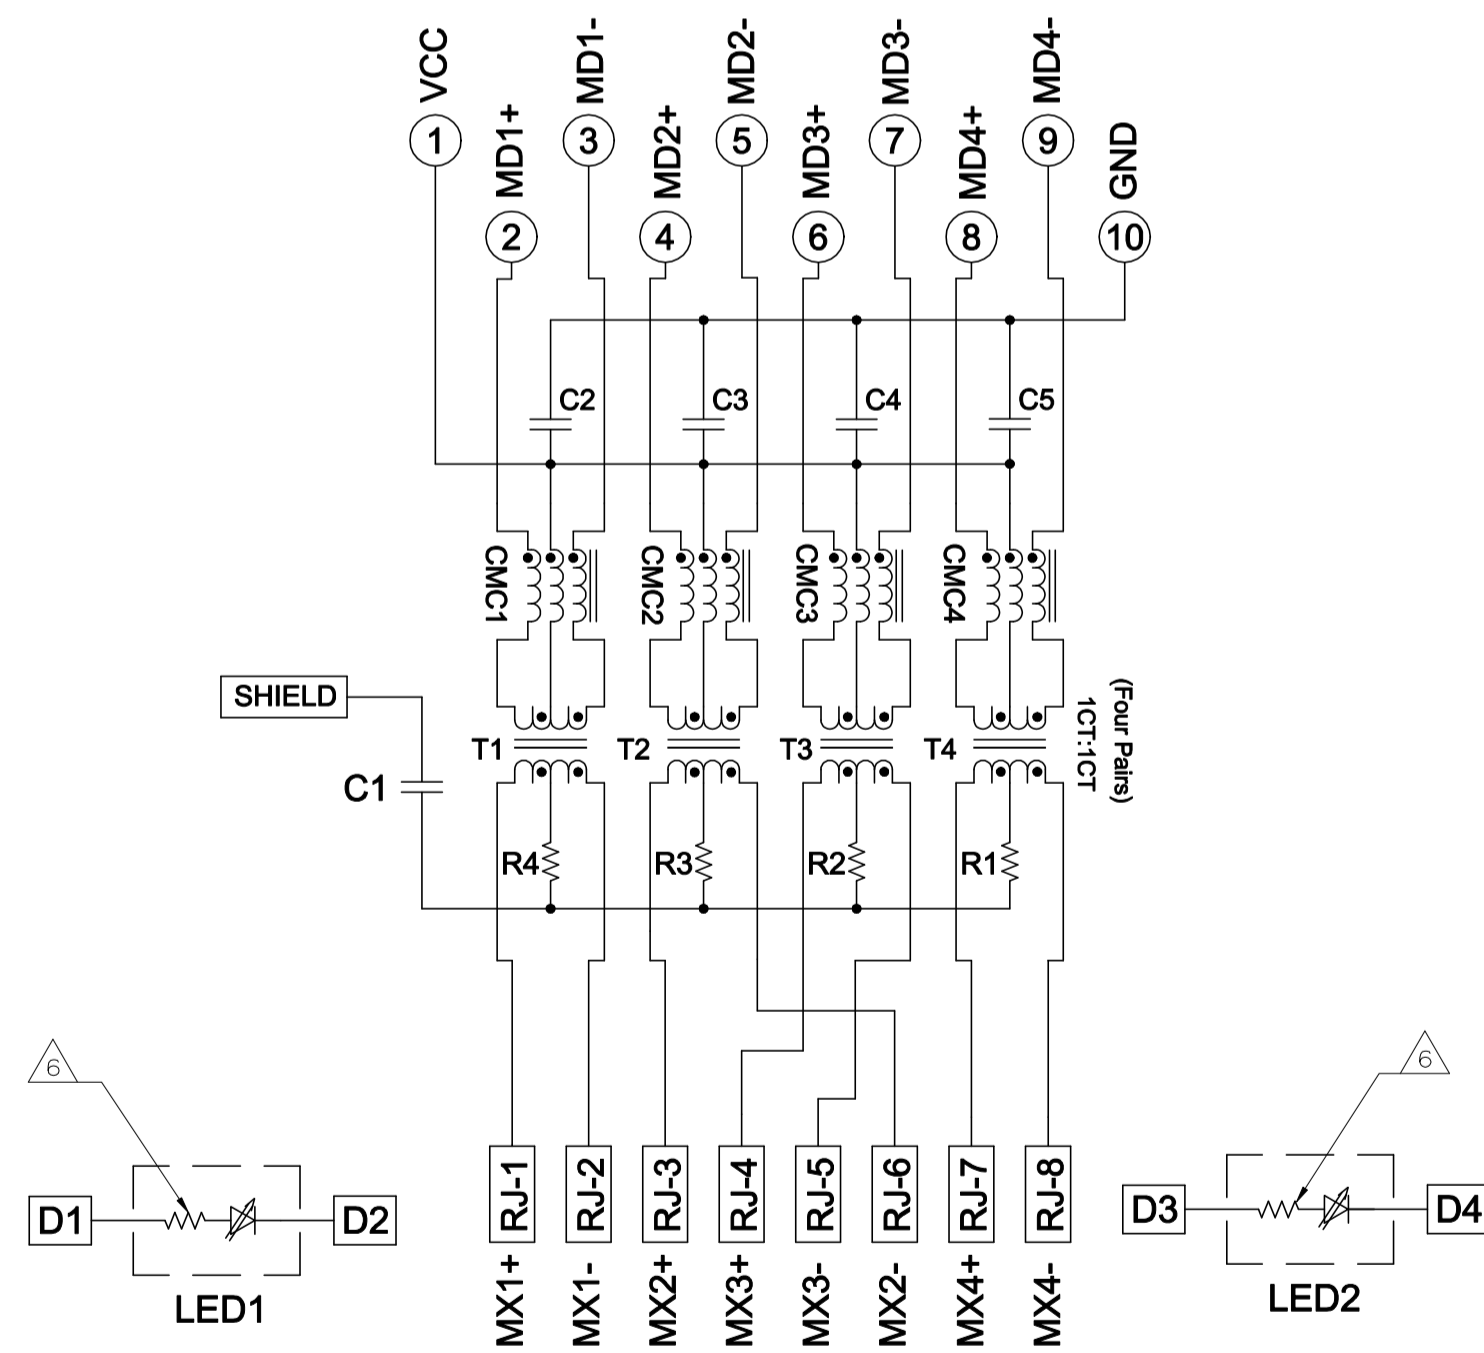 VCC
MD1+
MD1-
MD2+
MD2-
MD3+
MD3-
MD4+
MD4-
GND
1
2
3
4
5
6
7
8
9
10
C2
C3
C4
C5
CMC1
CMC2
CMC3
CMC4
SHIELD
C1
T1
T2
T3
T4
1CT:1CT
(Four Pairs)
R4
R3
R2
R1
6
6
D1
D2
LED1
RJ-1
RJ-2
RJ-3
RJ-4
RJ-5
RJ-6
RJ-7
RJ-8
MX1+
MX1-
MX2+
MX3+
MX3-
MX2-
MX4+
MX4-
D3
D4
LED2